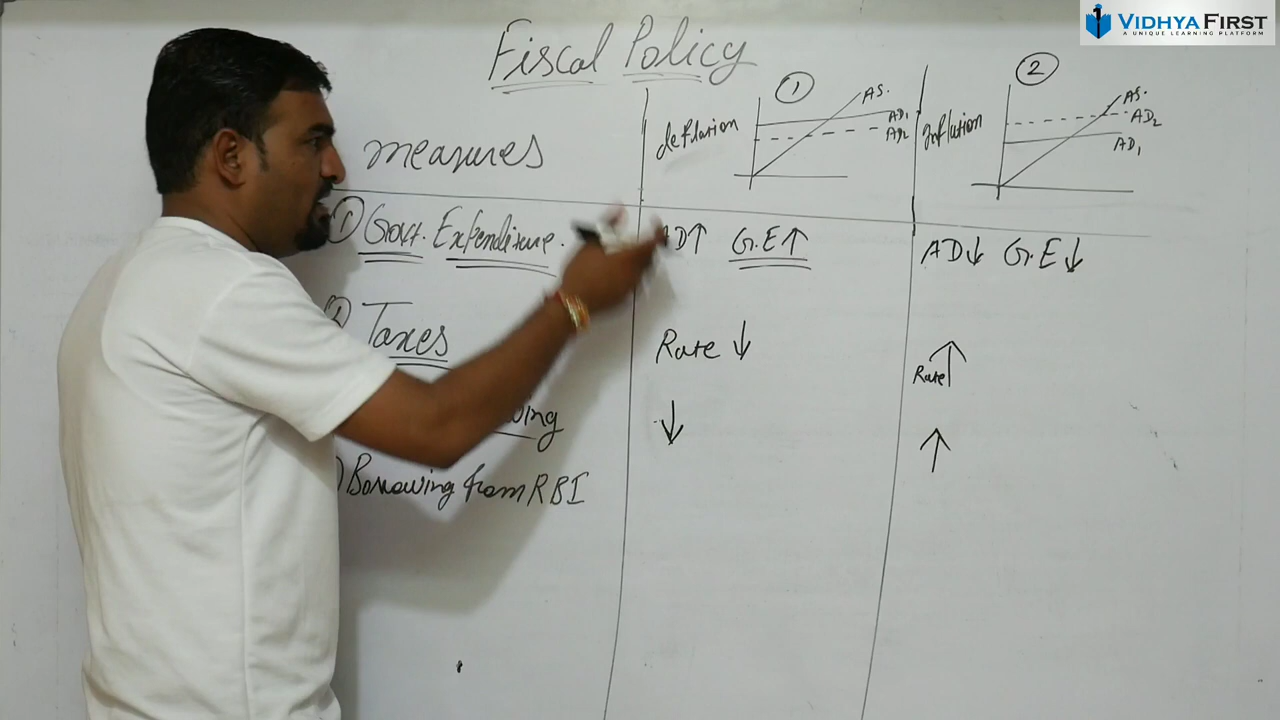 VIDHYA FIRST
A UNIQUE LEARNING PLATFORM
Fiscal Policy
measures
deflation
①
AS.
AD1
AD2
Inflation
②
AS.
AD2
AD1
① Govt. Expenditure.
AD↑ G.E↑
AD↓ G.E↓
Taxes
Rate ↓
Rate ↑
↓
↑
) Borrowing from RBI